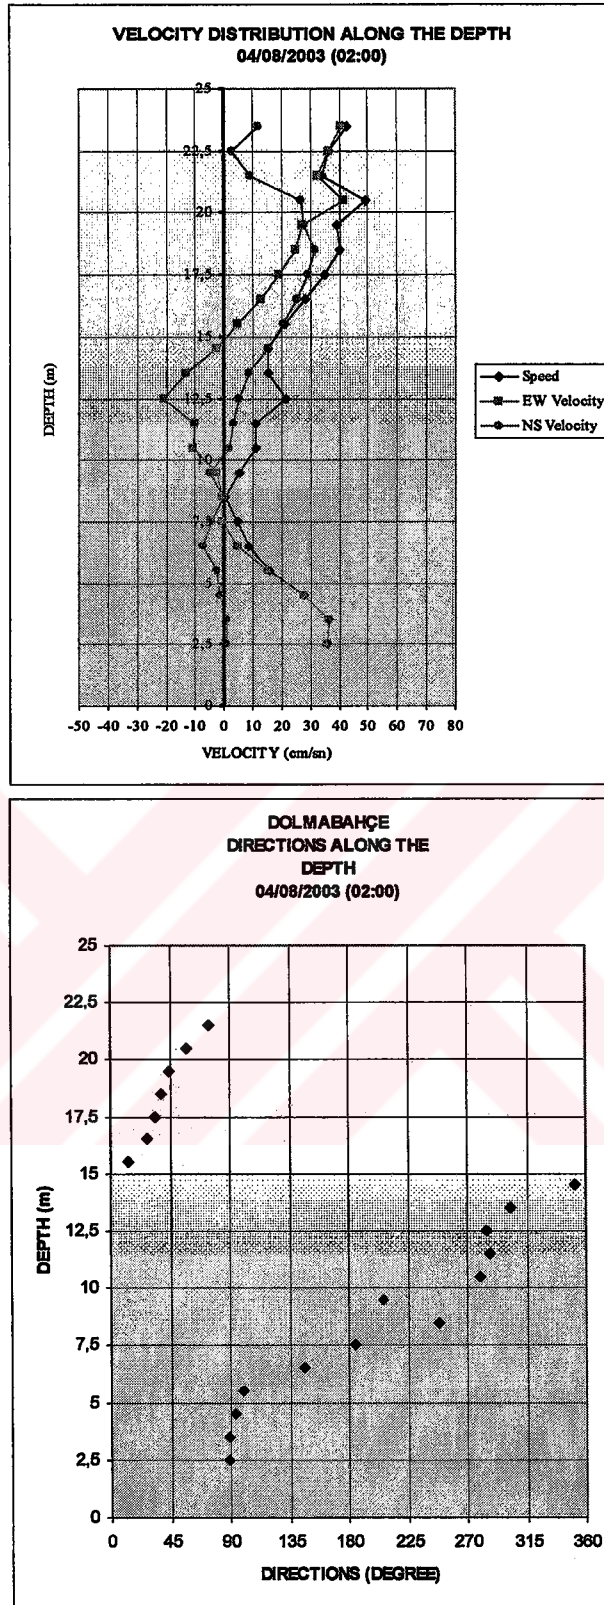 VELOCITY DISTRIBUTION ALONG THE DEPTH
04/08/2003 (02:00)
25
22,5
20
17,5
15
12,5
10
7,5
5
2,5
0
DEPTH (m)
-50 -40 -30 -20 -10 0 10 20 30 40 50 60 70 80
VELOCITY (cm/sn)
Speed
EW Velocity
NS Velocity
DOLMABAHÇE
DIRECTIONS ALONG THE
DEPTH
04/08/2003 (02:00)
25
22,5
20
17,5
15
12,5
10
7,5
5
2,5
0
DEPTH (m)
0 45 90 135 180 225 270 315 360
DIRECTIONS (DEGREE)